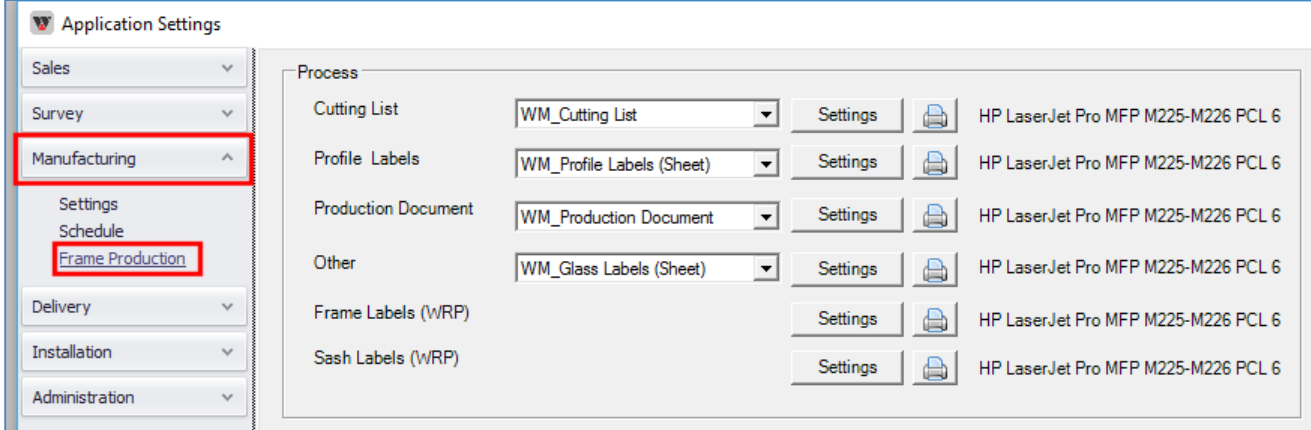 Application Settings
Sales
Survey
Manufacturing
Settings
Schedule
Frame Production
Delivery
Installation
Administration
Process
Cutting List WM_Cutting List Settings HP LaserJet Pro MFP M225-M226 PCL 6
Profile Labels WM_Profile Labels (Sheet) Settings HP LaserJet Pro MFP M225-M226 PCL 6
Production Document WM_Production Document Settings HP LaserJet Pro MFP M225-M226 PCL 6
Other WM_Glass Labels (Sheet) Settings HP LaserJet Pro MFP M225-M226 PCL 6
Frame Labels (WRP) Settings HP LaserJet Pro MFP M225-M226 PCL 6
Sash Labels (WRP) Settings HP LaserJet Pro MFP M225-M226 PCL 6